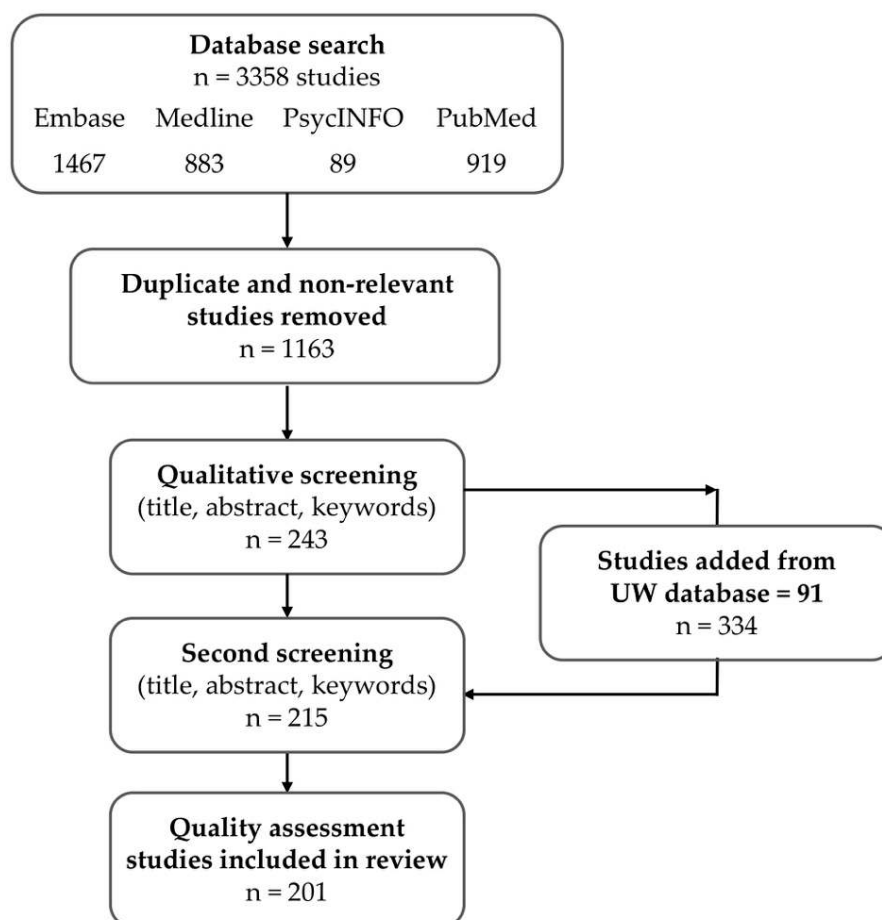 Database search
n = 3358 studies
Embase Medline PsycINFO PubMed
1467 883 89 919
Duplicate and non-relevant
studies removed
n = 1163
Qualitative screening
(title, abstract, keywords)
n = 243
Studies added from
UW database = 91
n = 334
Second screening
(title, abstract, keywords)
n = 215
Quality assessment
studies included in review
n = 201